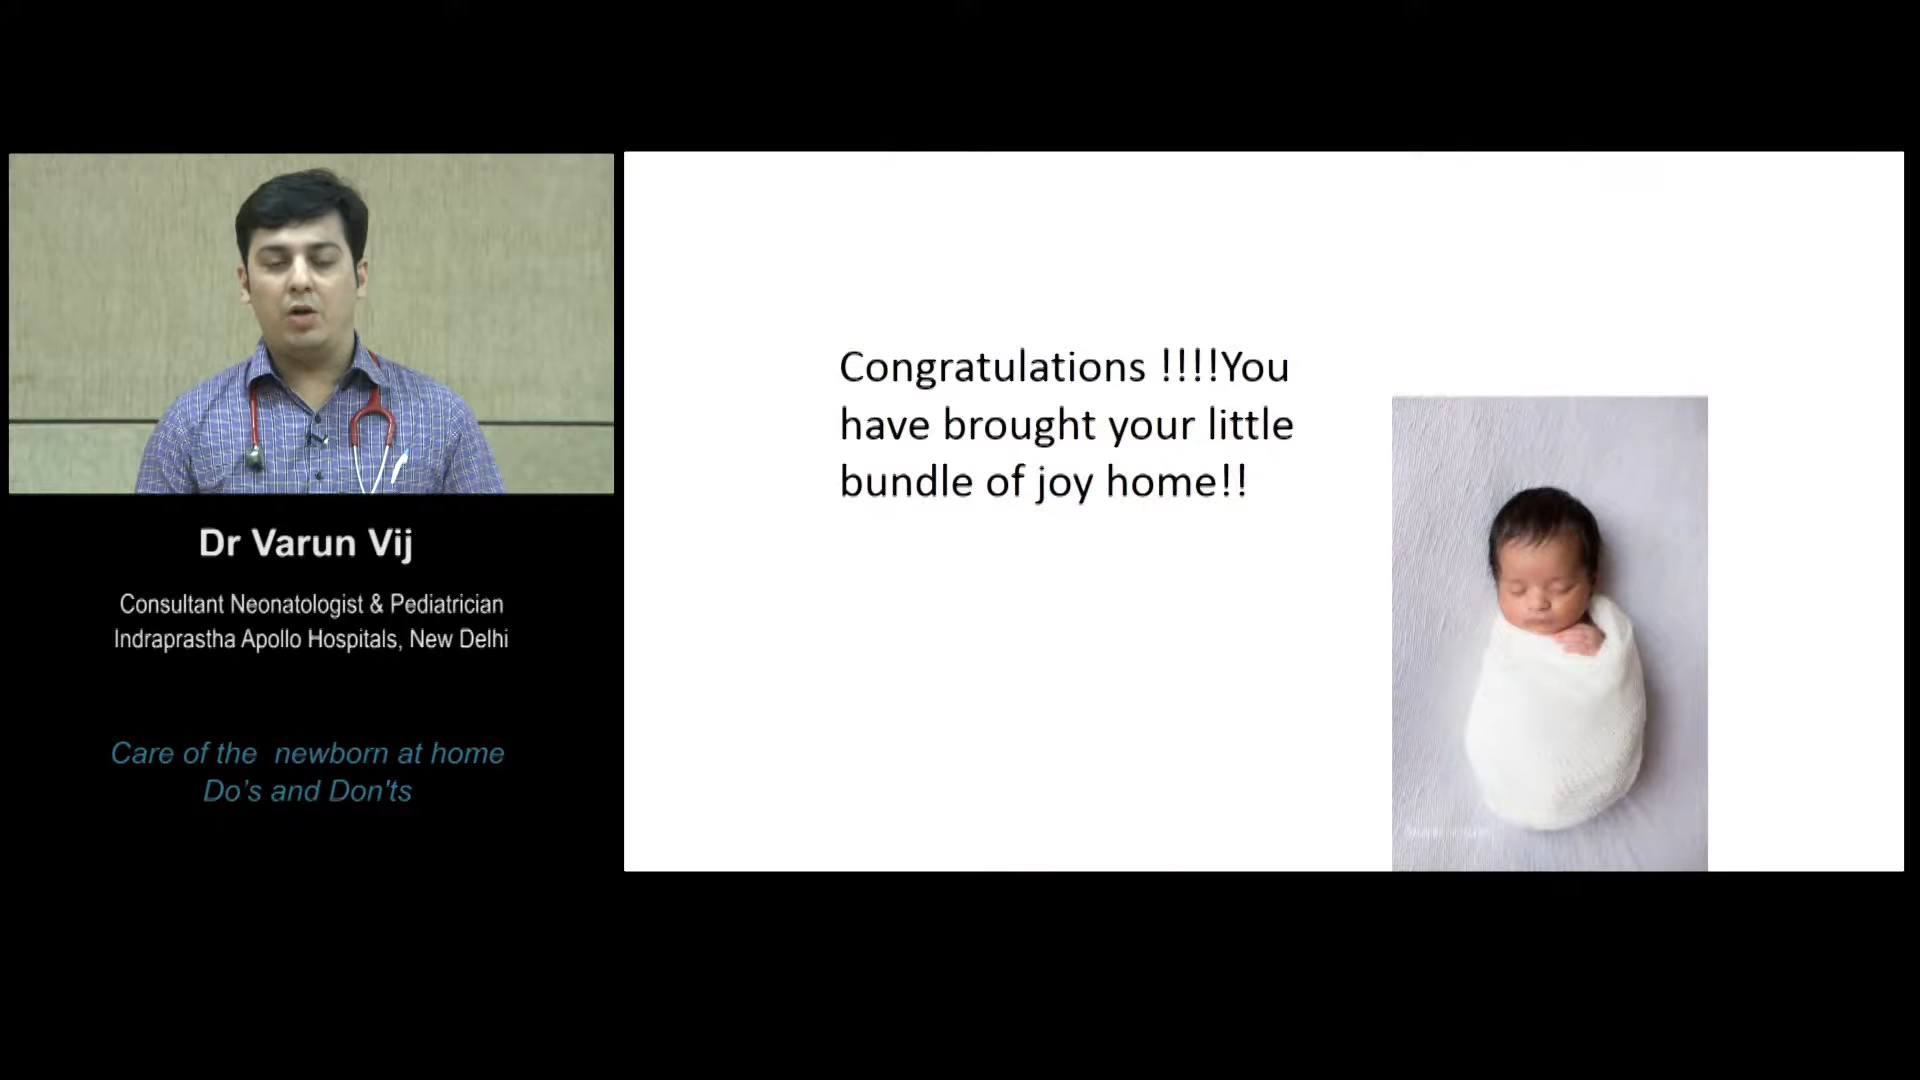 Dr Varun Vij
Consultant Neonatologist & Pediatrician
Indraprastha Apollo Hospitals, New Delhi
Care of the newborn at home
Do’s and Don'ts
Congratulations !!!!You
have brought your little
bundle of joy home!!